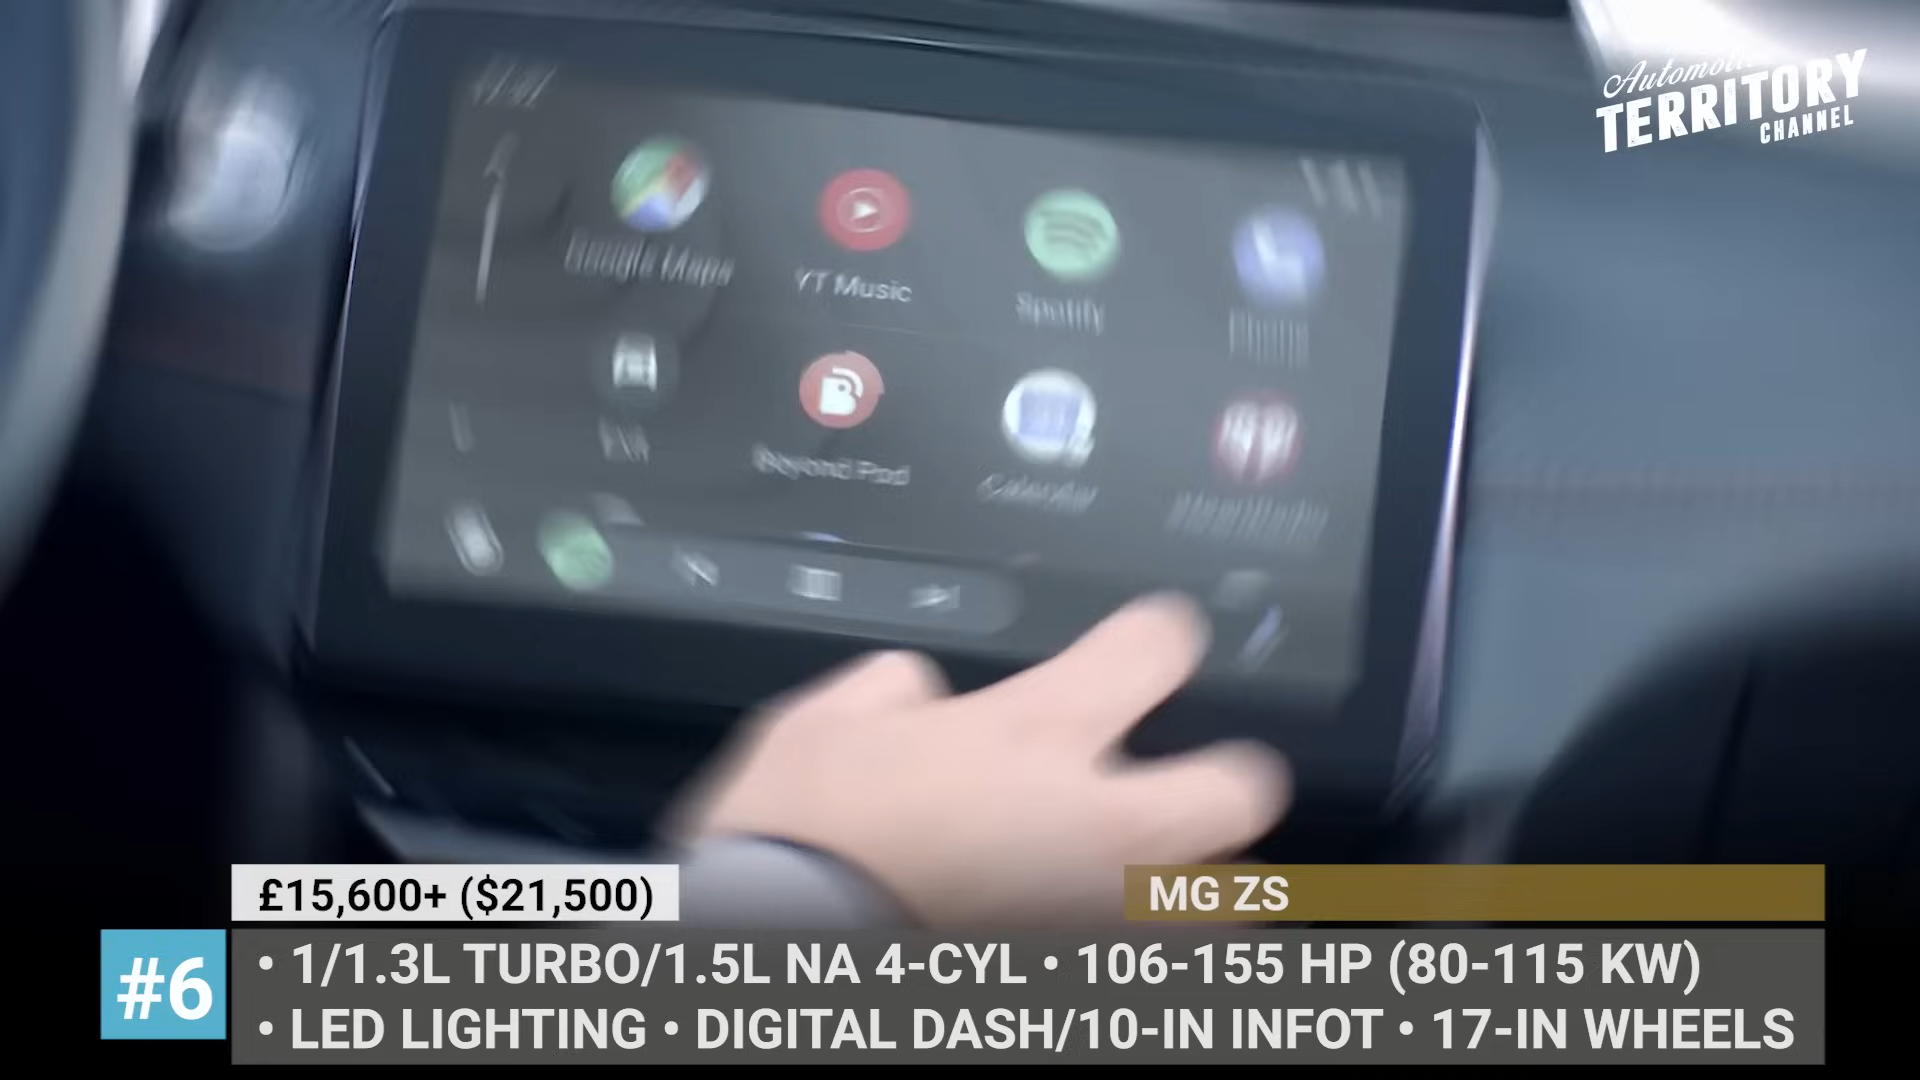 Automotive
TERRITORY
CHANNEL
Google Maps
YT Music
Spotify
Phone
Beyond Pod
Calendar
iHeartRadio
£15,600+ ($21,500)
MG ZS
#6
• 1/1.3L TURBO/1.5L NA 4-CYL • 106-155 HP (80-115 KW)
• LED LIGHTING • DIGITAL DASH/10-IN INFOT • 17-IN WHEELS